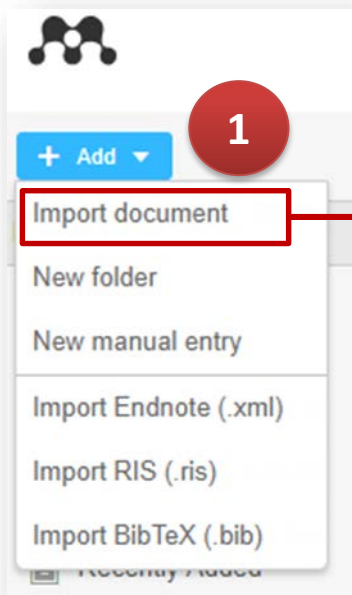 1
+ Add
Import document
New folder
New manual entry
Import Endnote (.xml)
Import RIS (.ris)
Import BibTeX (.bib)
Recently Added